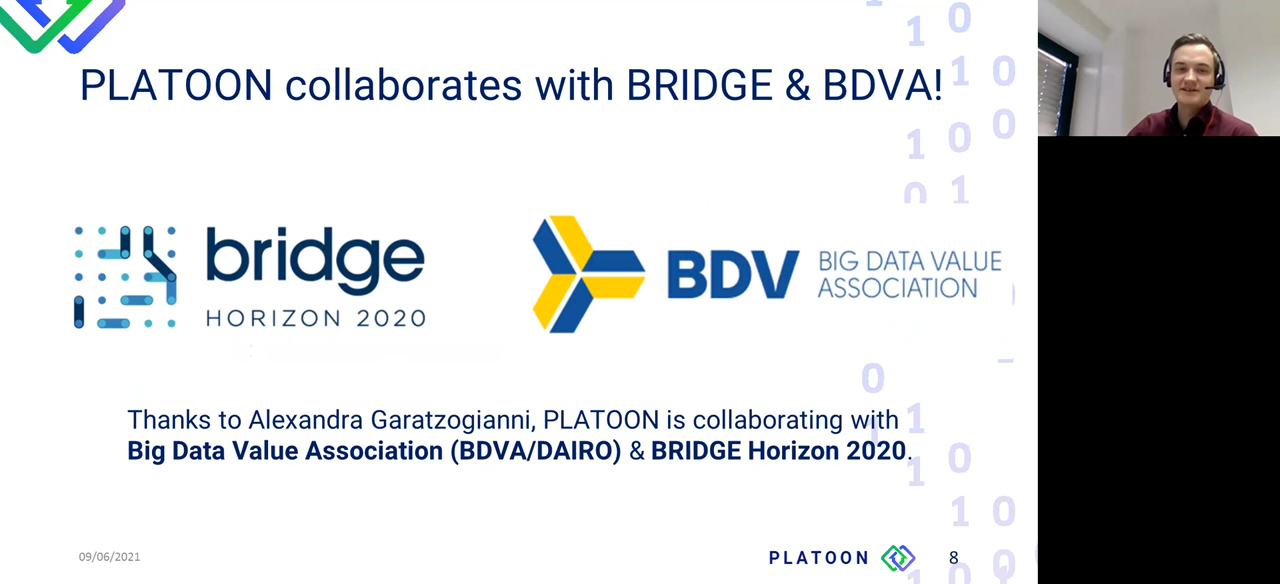 PLATOON collaborates with BRIDGE & BDVA!
bridge
HORIZON 2020
BDV
BIG DATA VALUE
ASSOCIATION
Thanks to Alexandra Garatzogianni, PLATOON is collaborating with
Big Data Value Association (BDVA/DAIRO) & BRIDGE Horizon 2020.
09/06/2021
PLATOON
8